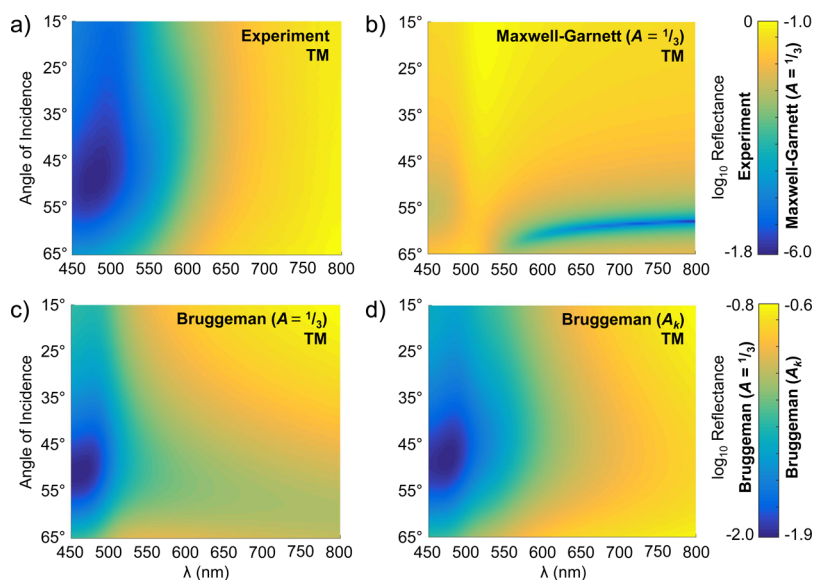 a)
Experiment
TM
15°
25°
35°
45°
55°
65°
Angle of Incidence
450 500 550 600 650 700 750 800
b)
Maxwell-Garnett (A = 1/3)
TM
15°
25°
35°
45°
55°
65°
450 500 550 600 650 700 750 800
0 -1.0
log10 Reflectance
Experiment
Maxwell-Garnett (A = 1/3)
-1.8 -6.0
c)
Bruggeman (A = 1/3)
TM
15°
25°
35°
45°
55°
65°
Angle of Incidence
450 500 550 600 650 700 750 800
λ (nm)
d)
Bruggeman (Ak)
TM
15°
25°
35°
45°
55°
65°
450 500 550 600 650 700 750 800
λ (nm)
-0.8 -0.6
log10 Reflectance
Bruggeman (A = 1/3)
Bruggeman (Ak)
-2.0 -1.9